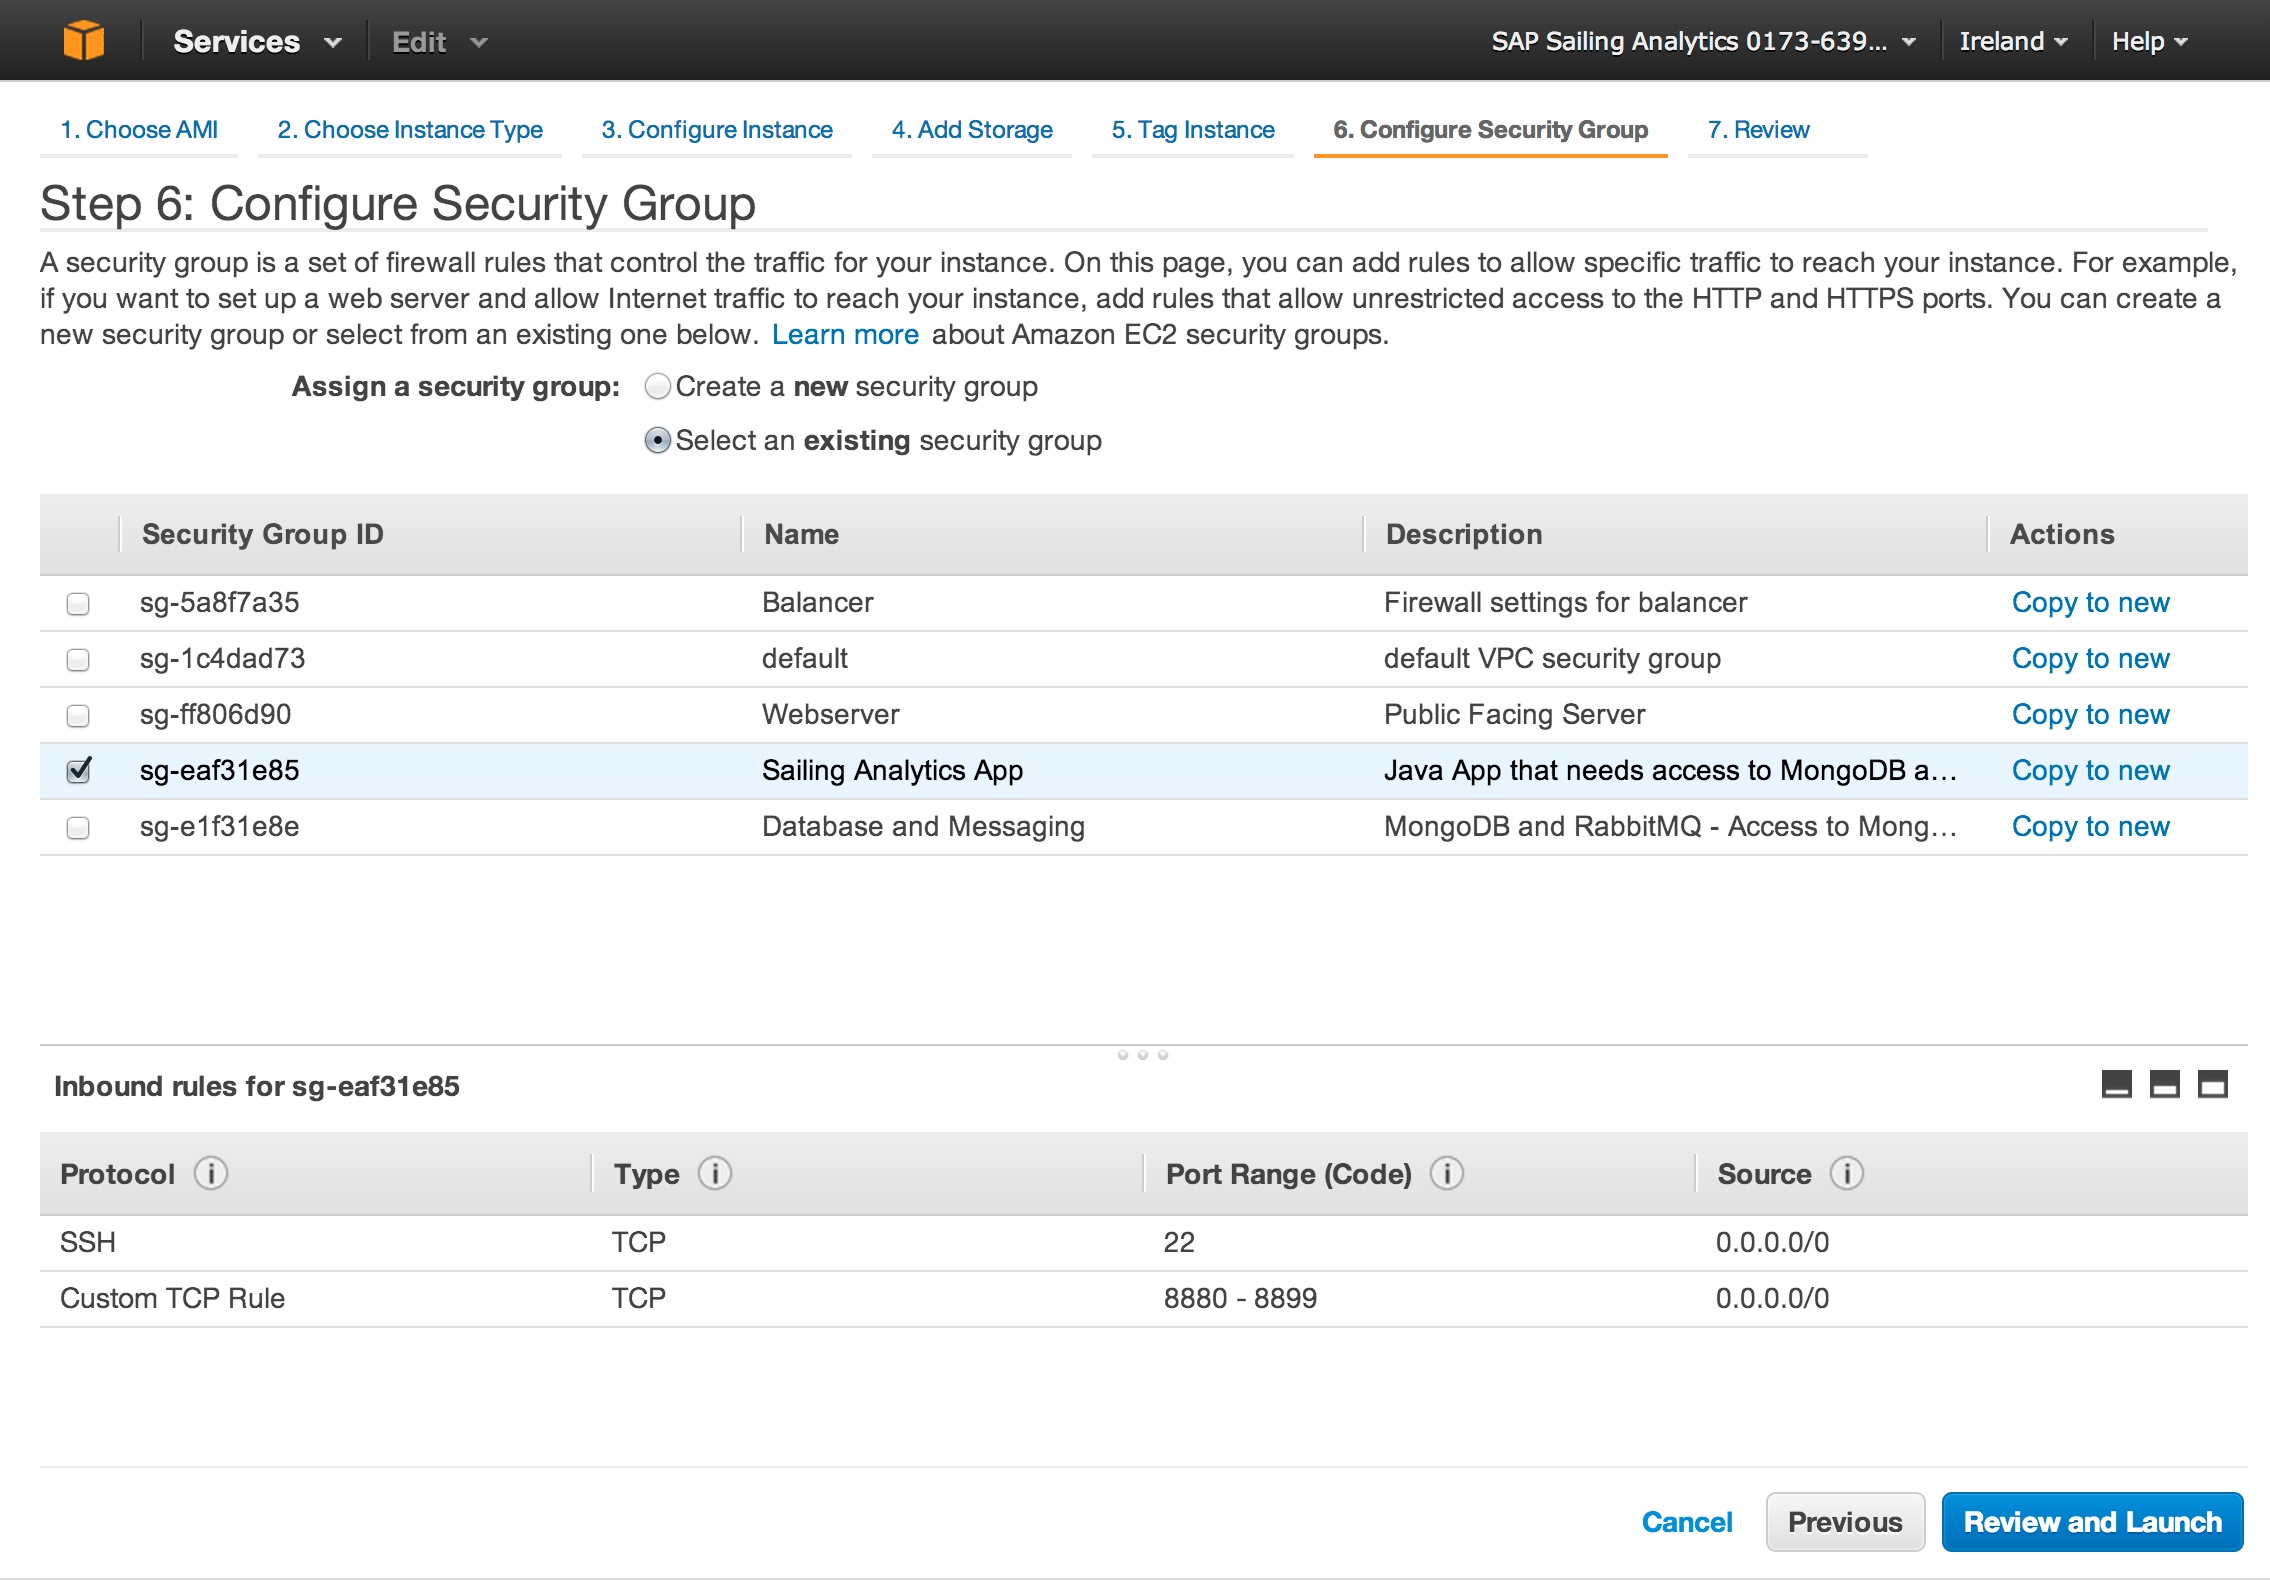 Services Edit SAP Sailing Analytics 0173-639... Ireland Help
1. Choose AMI 2. Choose Instance Type 3. Configure Instance 4. Add Storage 5. Tag Instance 6. Configure Security Group 7. Review
Step 6: Configure Security Group
A security group is a set of firewall rules that control the traffic for your instance. On this page, you can add rules to allow specific traffic to reach your instance. For example,
if you want to set up a web server and allow Internet traffic to reach your instance, add rules that allow unrestricted access to the HTTP and HTTPS ports. You can create a
new security group or select from an existing one below. Learn more about Amazon EC2 security groups.
Assign a security group: Create a new security group
Select an existing security group
Security Group ID Name Description Actions
sg-5a8f7a35 Balancer Firewall settings for balancer Copy to new
sg-1c4dad73 default default VPC security group Copy to new
sg-ff806d90 Webserver Public Facing Server Copy to new
sg-eaf31e85 Sailing Analytics App Java App that needs access to MongoDB a... Copy to new
sg-e1f31e8e Database and Messaging MongoDB and RabbitMQ - Access to Mong... Copy to new
Inbound rules for sg-eaf31e85
Protocol i Type i Port Range (Code) i Source i
SSH TCP 22 0.0.0.0/0
Custom TCP Rule TCP 8880 - 8899 0.0.0.0/0
Cancel Previous Review and Launch